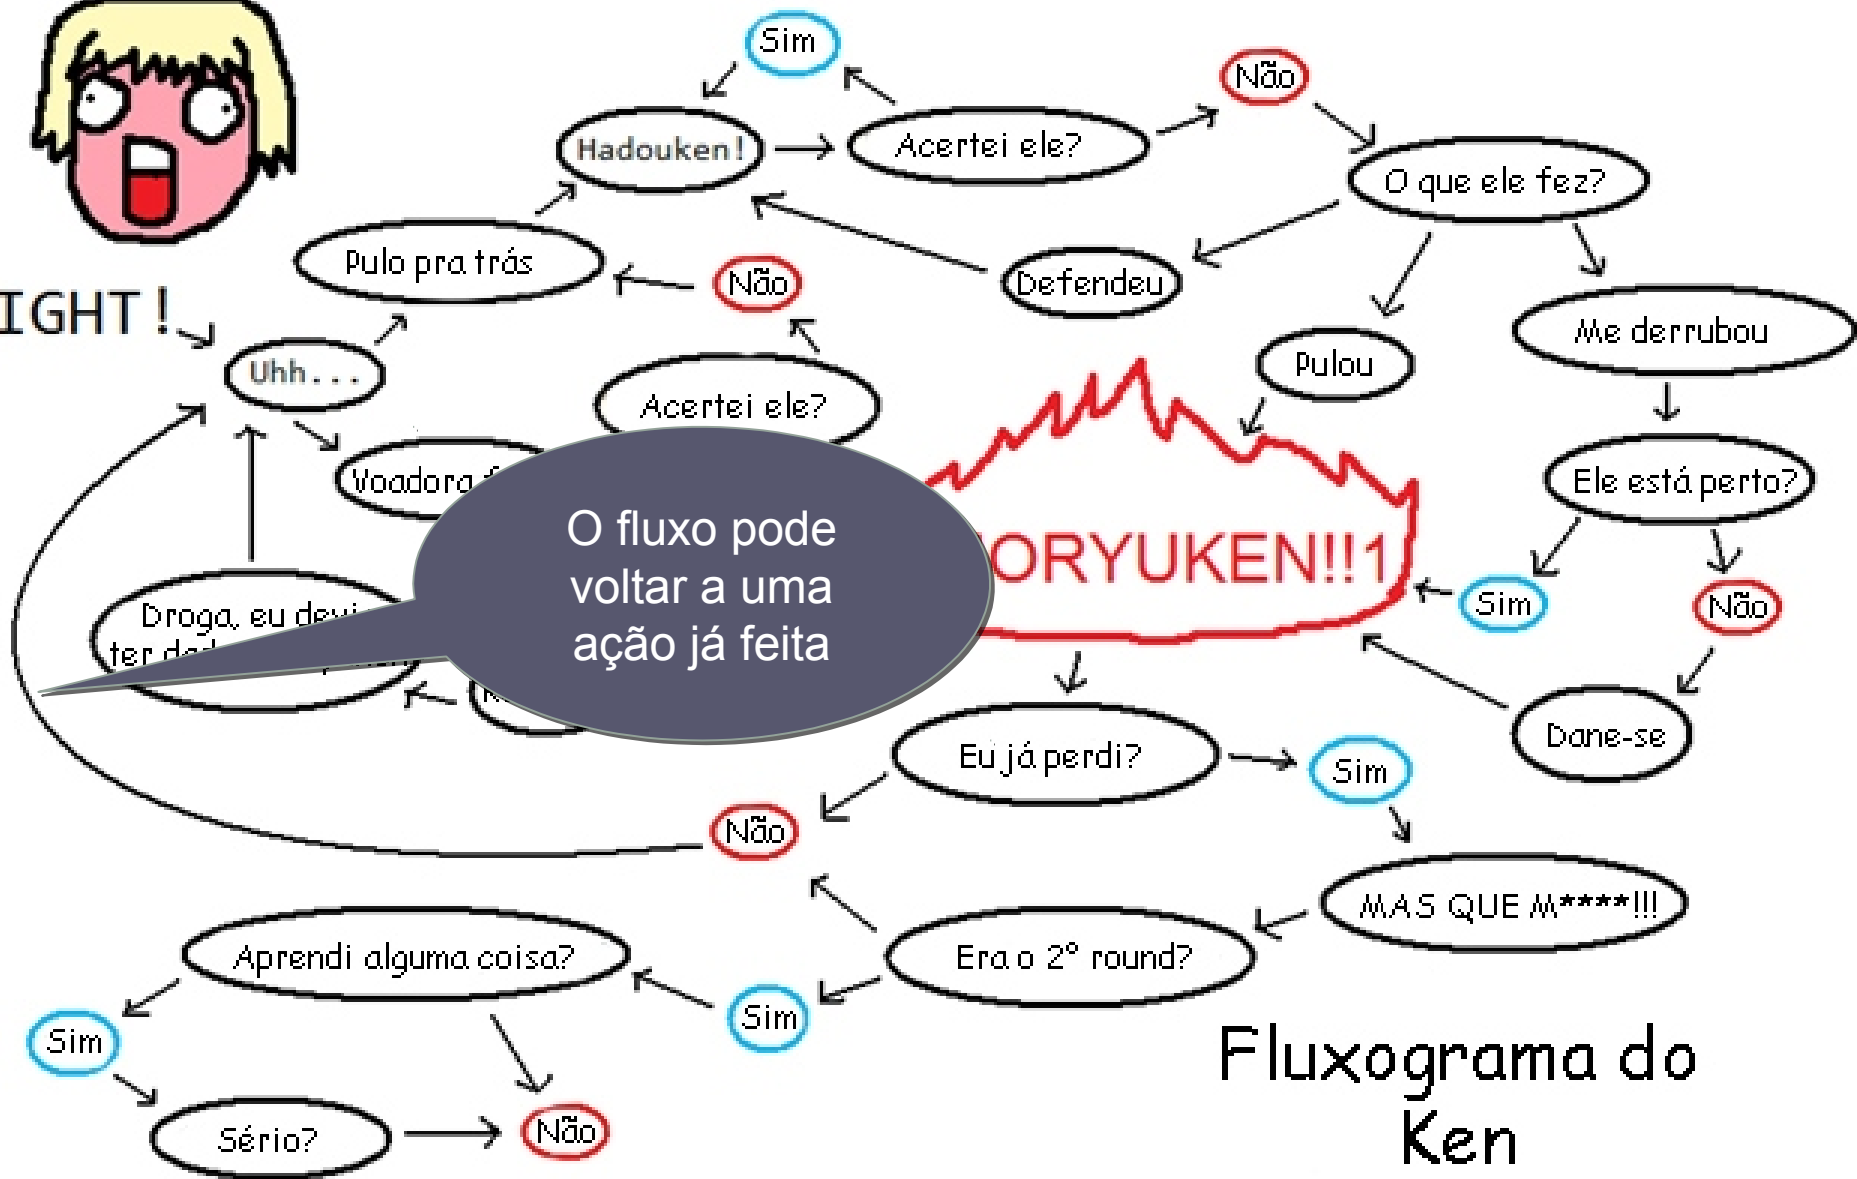 Sim
Não
Hadouken!
Acertei ele?
O que ele fez?
Pulo pra trás
Não
Defendeu
IGHT!
Me derrubou
Uhh...
Pulou
Acertei ele?
Voadora
Ele está perto?
O fluxo pode
voltar a uma
ação já feita
ORYUKEN!!1
Sim
Não
Droga, eu devi
ter
Dane-se
Eu já perdi?
Sim
Não
MAS QUE M****!!!
Aprendi alguma coisa?
Era o 2º round?
Sim
Sim
Sério?
Não
Fluxograma do
Ken